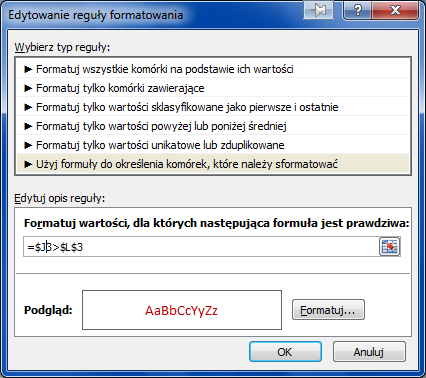 Edytowanie reguły formatowania
Wybierz typ reguły:
► Formatuj wszystkie komórki na podstawie ich wartości
► Formatuj tylko komórki zawierające
► Formatuj tylko wartości sklasyfikowane jako pierwsze i ostatnie
► Formatuj tylko wartości powyżej lub poniżej średniej
► Formatuj tylko wartości unikatowe lub zduplikowane
► Użyj formuły do określenia komórek, które należy sformatować
Edytuj opis reguły:
Formatuj wartości, dla których następująca formuła jest prawdziwa:
=$J3>$L$3
Podgląd: AaBbCcYyZz Formatuj...
OK Anuluj